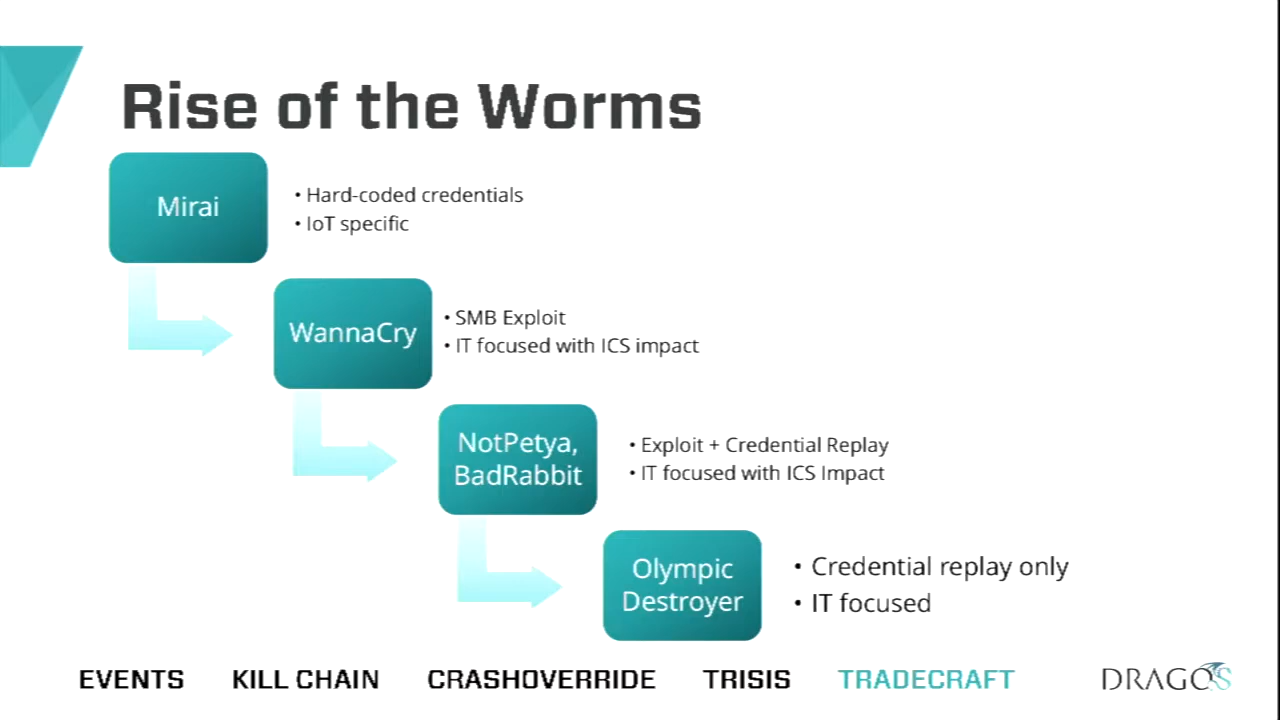 Rise of the Worms
Mirai
• Hard-coded credentials
• IoT specific
WannaCry
• SMB Exploit
• IT focused with ICS impact
NotPetya,
BadRabbit
• Exploit + Credential Replay
• IT focused with ICS Impact
Olympic
Destroyer
• Credential replay only
• IT focused
EVENTS KILL CHAIN CRASHOVERRIDE TRISIS TRADECRAFT
DRAGOS